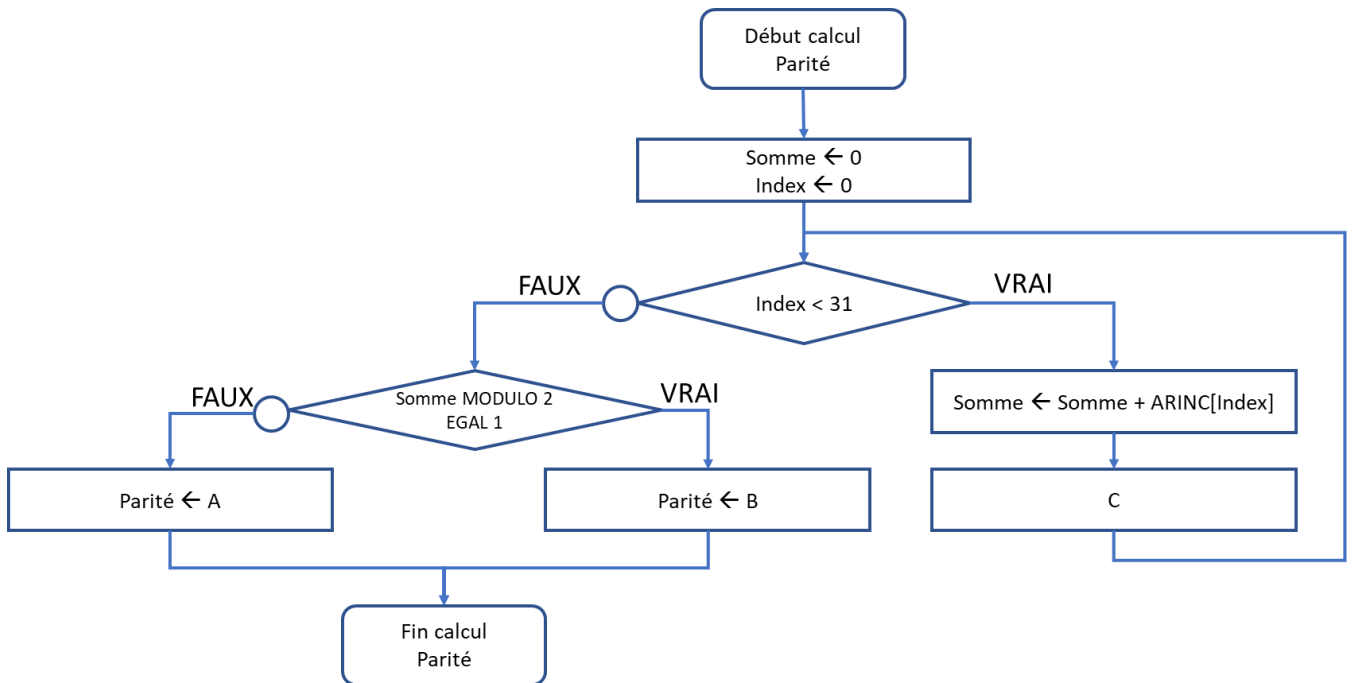 Début calcul
Parité
Somme ← 0
Index ← 0
FAUX
VRAI
Index < 31
FAUX
Somme MODULO 2
EGAL 1
VRAI
Somme ← Somme + ARINC[Index]
Parité ← A
Parité ← B
C
Fin calcul
Parité